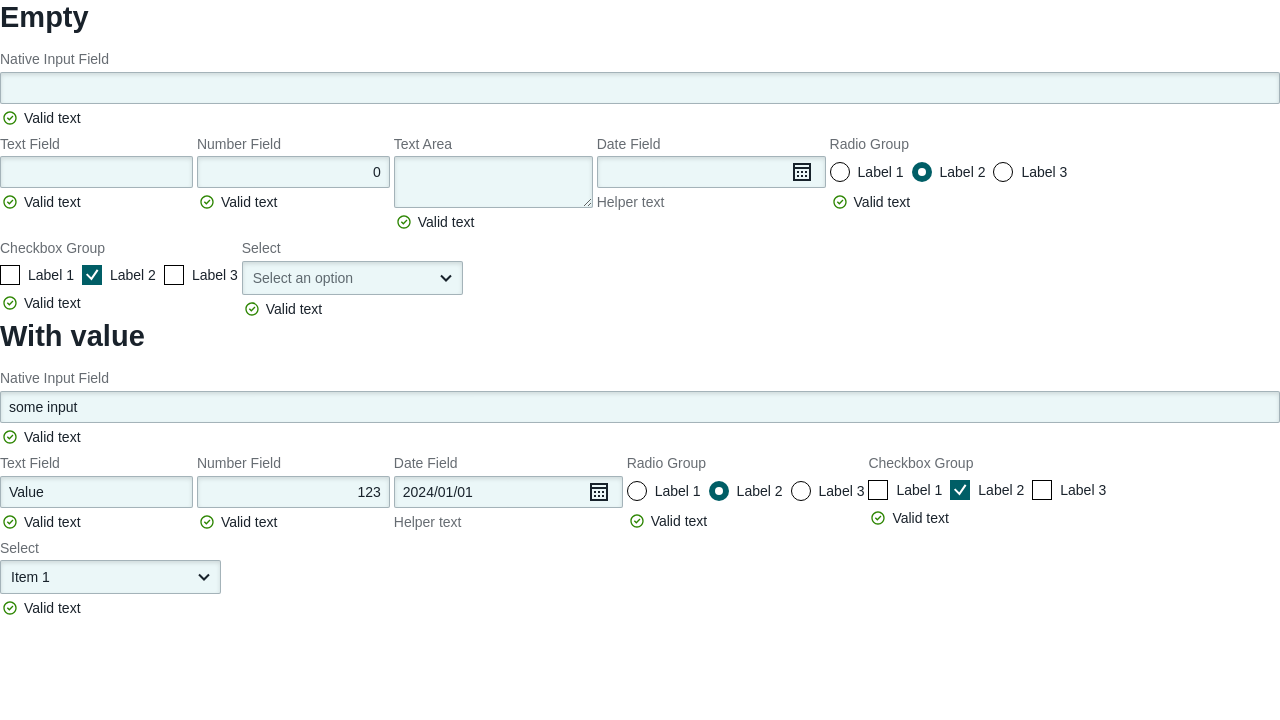 Empty
Native Input Field
Valid text
Text Field Number Field Text Area Date Field Radio Group
0 Label 1 Label 2 Label 3
Valid text Valid text Helper text Valid text
Valid text
Checkbox Group Select
Label 1 Label 2 Label 3 Select an option
Valid text Valid text
With value
Native Input Field
some input
Valid text
Text Field Number Field Date Field Radio Group Checkbox Group
Value 123 2024/01/01 Label 1 Label 2 Label 3 Label 1 Label 2 Label 3
Valid text Valid text Helper text Valid text Valid text
Select
Item 1
Valid text